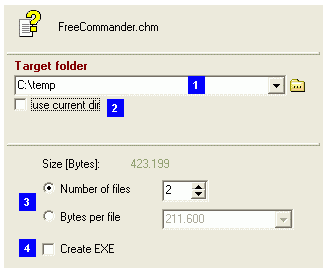 FreeCommander.chm
Target folder
C:\temp 1
use current dir 2
Size [Bytes]: 423.199
3 Number of files 2
Bytes per file 211.600
4 Create EXE